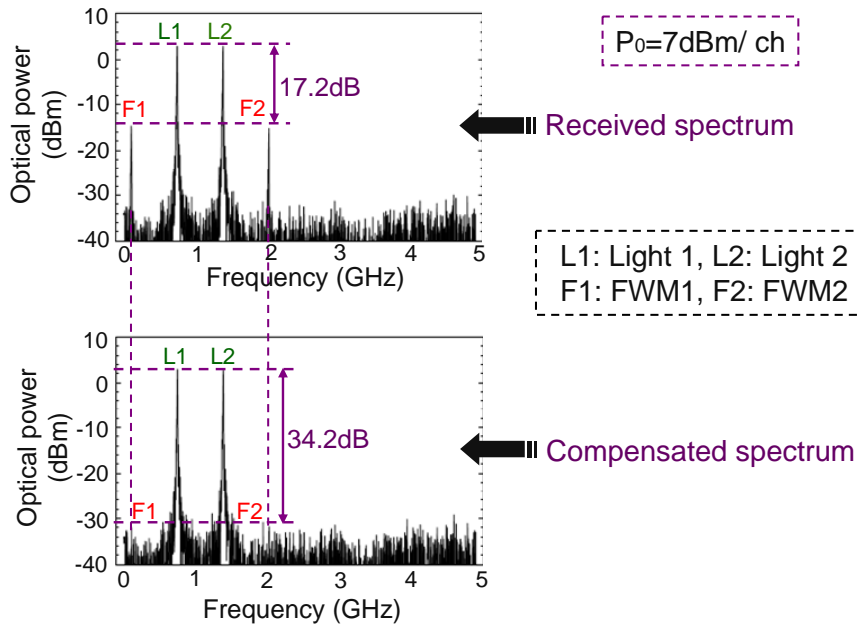 10
0
-10
-20
-30
-40
Optical power
(dBm)
L1 L2
F1 F2
17.2dB
0 1 2 3 4 5
Frequency (GHz)
P₀=7dBm/ ch
Received spectrum
L1: Light 1, L2: Light 2
F1: FWM1, F2: FWM2
10
0
-10
-20
-30
-40
Optical power
(dBm)
L1 L2
34.2dB
F1 F2
0 1 2 3 4 5
Frequency (GHz)
Compensated spectrum